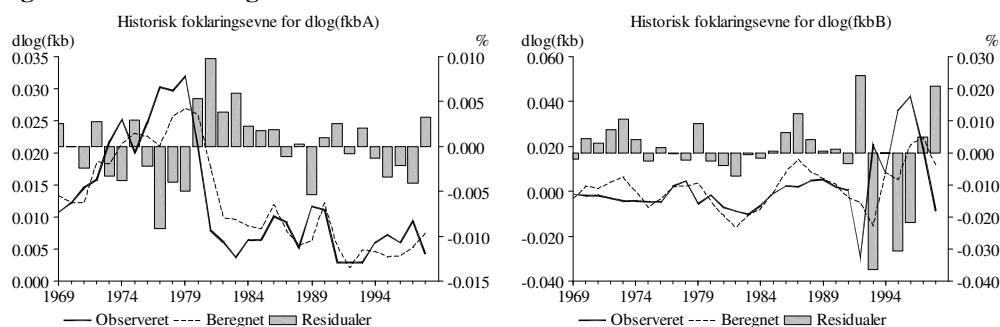 Historisk foklaringsevne for dlog(fkbA)
dlog(fkb) %
0.035 0.010
0.030 0.005
0.025 0.000
0.020 -0.005
0.015 -0.010
0.010 -0.015
0.005
0.000
1969 1974 1979 1984 1989 1994
Observeret Beregnet Residualer
Historisk foklaringsevne for dlog(fkbB)
dlog(fkb) %
0.060 0.030
0.040 0.020
0.020 0.010
0.000 0.000
-0.020 -0.010
-0.040 -0.020
-0.030
-0.040
1969 1974 1979 1984 1989 1994
Observeret Beregnet Residualer